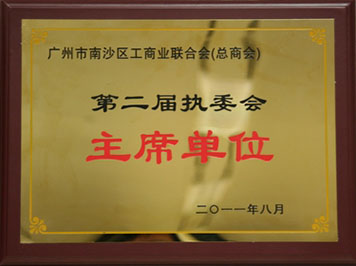 广州市南沙区工商业联合会(总商会)
第二届执委会
主席单位
二〇一一年八月